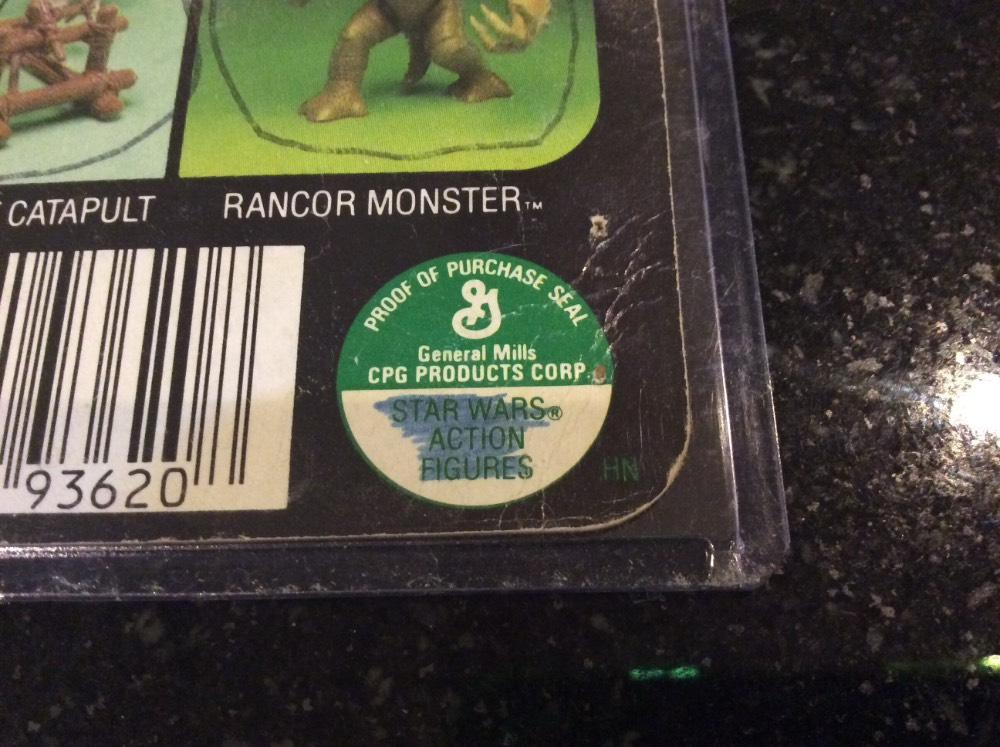 CATAPULT
RANCOR MONSTER™
93620
PROOF OF PURCHASE SEAL
General Mills
CPG PRODUCTS CORP.
STAR WARS®
ACTION
FIGURES
HN